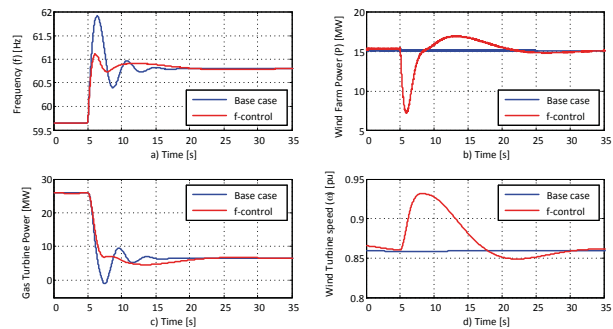 62
61
60
59.5
Frequency (f) [Hz]
Base case
f-control
0 5 10 15 20 25 30 35
a) Time [s]
20
15
10
5
0
Wind Farm Power (P) [MW]
Base case
f-control
0 5 10 15 20 25 30 35
b) Time [s]
30
20
10
0
Gas Turbine Power [MW]
Base case
f-control
0 5 10 15 20 25 30 35
c) Time [s]
0.95
0.9
0.85
0.8
Wind Turbine speed (ω) [pu]
Base case
f-control
0 5 10 15 20 25 30 35
d) Time [s]